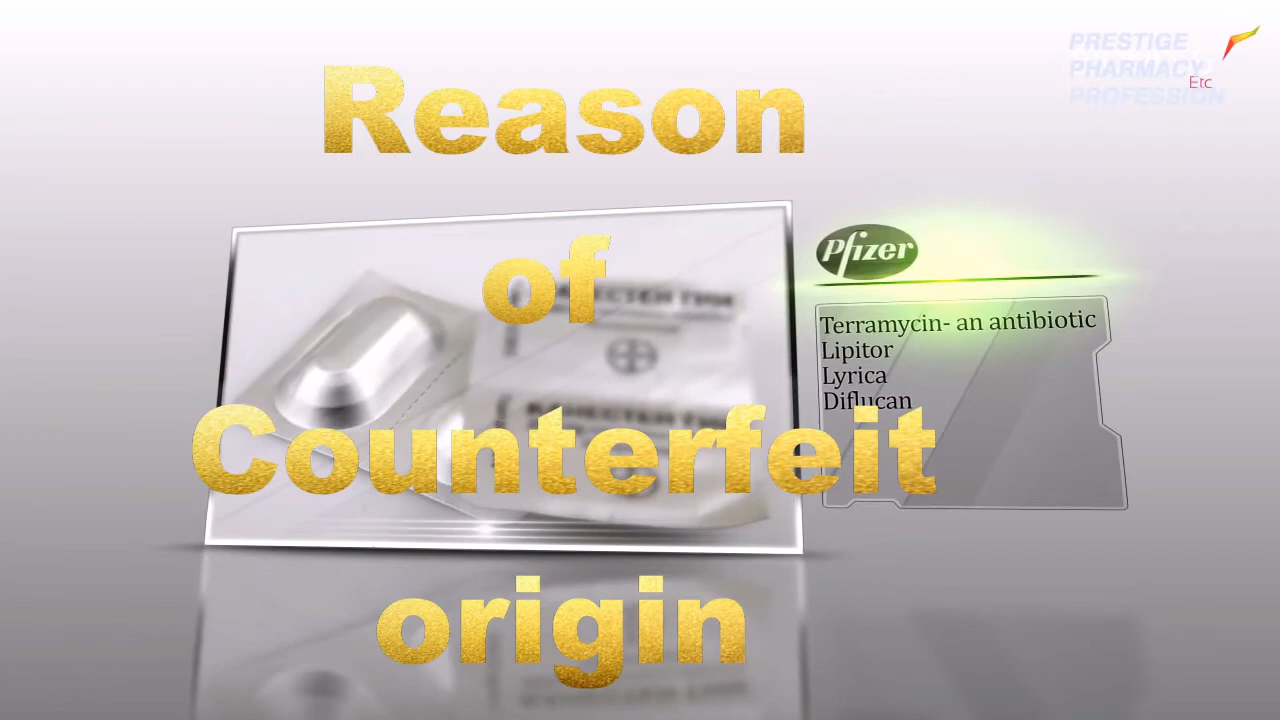 PRESTIGE
PHARMACY
Etc
PROFESSION
Reason
of
Counterfeit
origin
Pfizer
Terramycin- an antibiotic
Lipitor
Lyrica
Diflucan